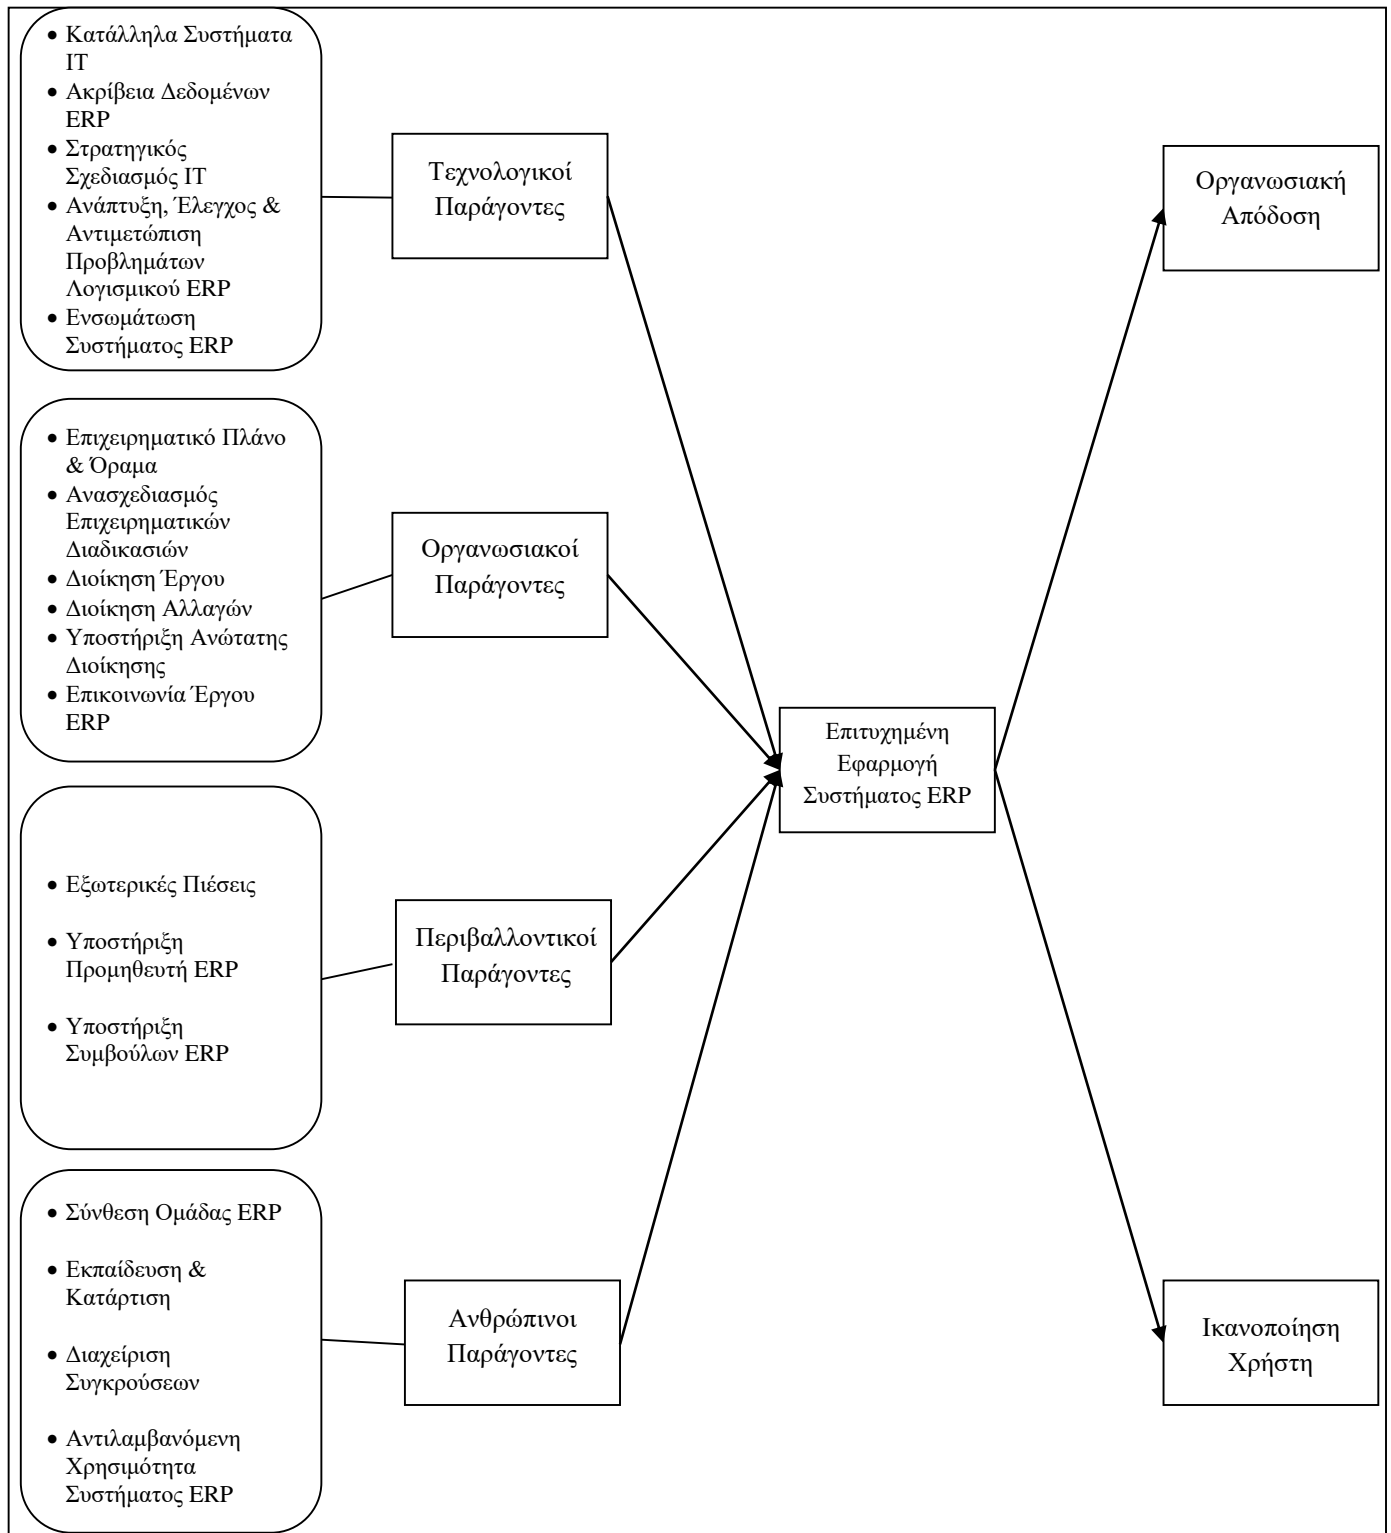 • Κατάλληλα Συστήματα
IT
• Ακρίβεια Δεδομένων
ERP
• Στρατηγικός
Σχεδιασμός IT
• Ανάπτυξη, Έλεγχος &
Αντιμετώπιση
Προβλημάτων
Λογισμικού ERP
• Ενσωμάτωση
Συστήματος ERP
Τεχνολογικοί
Παράγοντες
• Επιχειρηματικό Πλάνο
& Όραμα
• Ανασχεδιασμός
Επιχειρηματικών
Διαδικασιών
• Διοίκηση Έργου
• Διοίκηση Αλλαγών
• Υποστήριξη Ανώτατης
Διοίκησης
• Επικοινωνία Έργου
ERP
Οργανωσιακοί
Παράγοντες
• Εξωτερικές Πιέσεις
• Υποστήριξη
Προμηθευτή ERP
• Υποστήριξη
Συμβούλων ERP
Περιβαλλοντικοί
Παράγοντες
• Σύνθεση Ομάδας ERP
• Εκπαίδευση &
Κατάρτιση
• Διαχείριση
Συγκρούσεων
• Αντιλαμβανόμενη
Χρησιμότητα
Συστήματος ERP
Ανθρώπινοι
Παράγοντες
Επιτυχημένη
Εφαρμογή
Συστήματος ERP
Οργανωσιακή
Απόδοση
Ικανοποίηση
Χρήστη